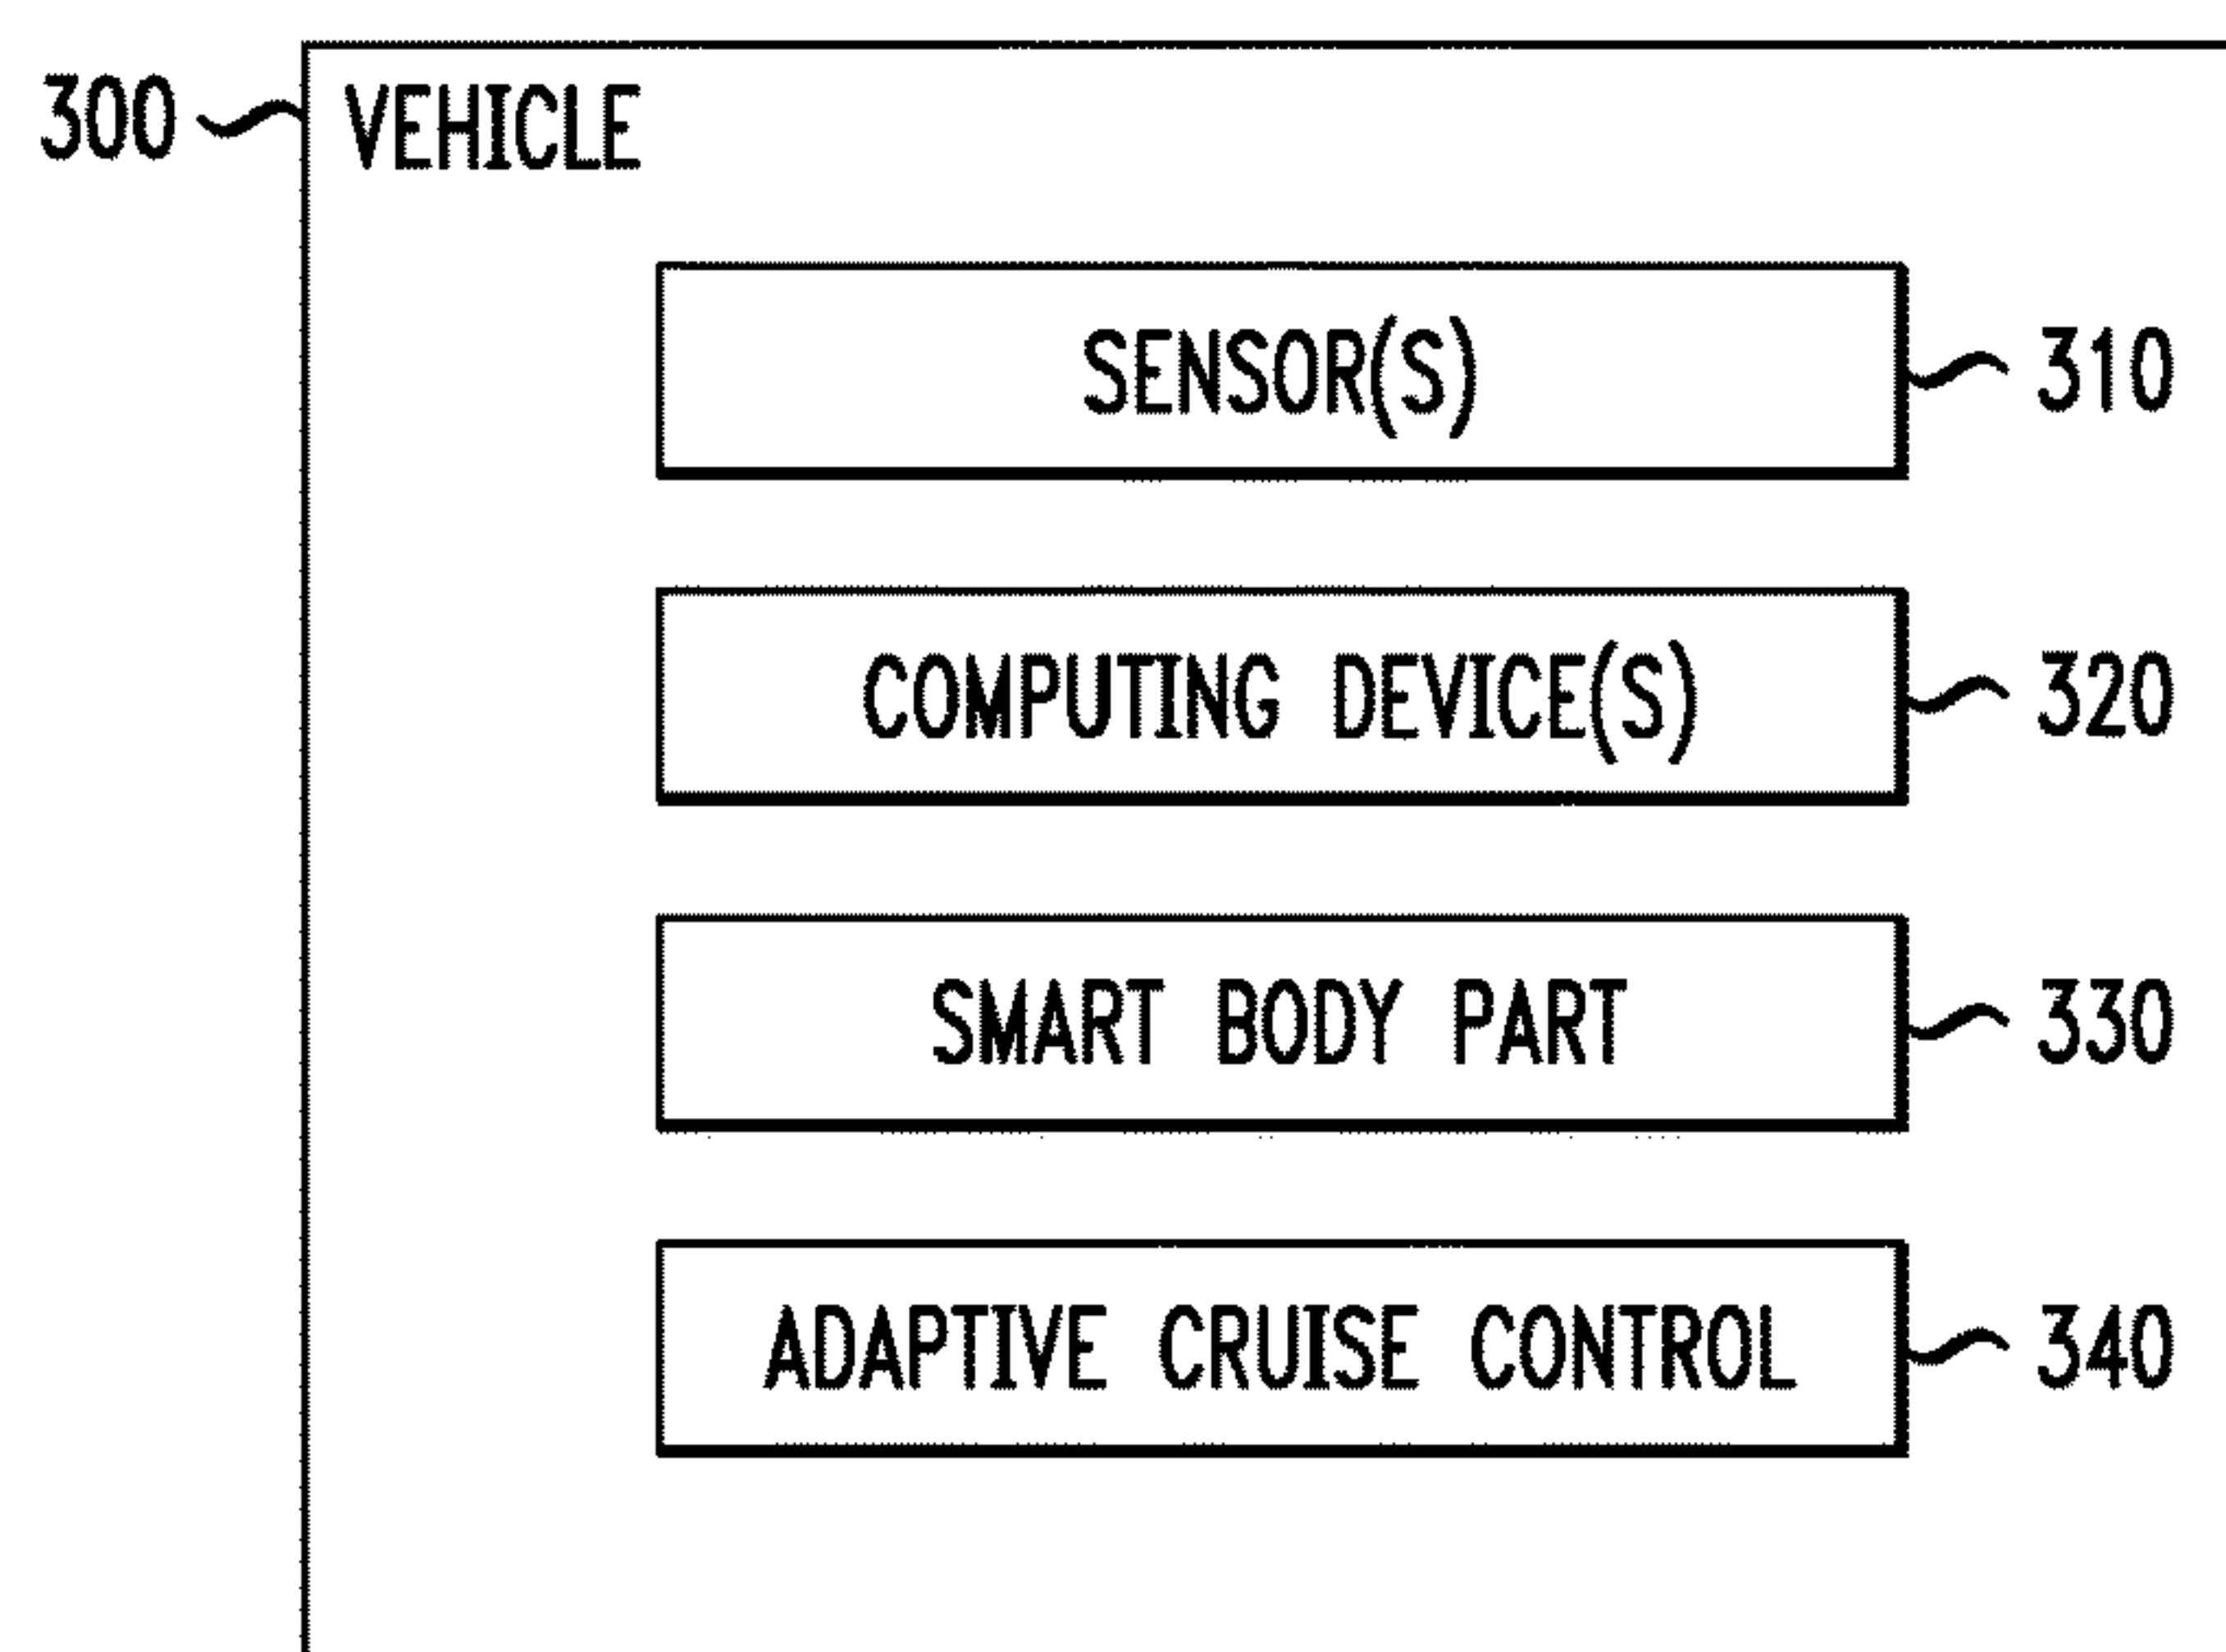 300 VEHICLE
SENSOR(S) 310
COMPUTING DEVICE(S) 320
SMART BODY PART 330
ADAPTIVE CRUISE CONTROL 340